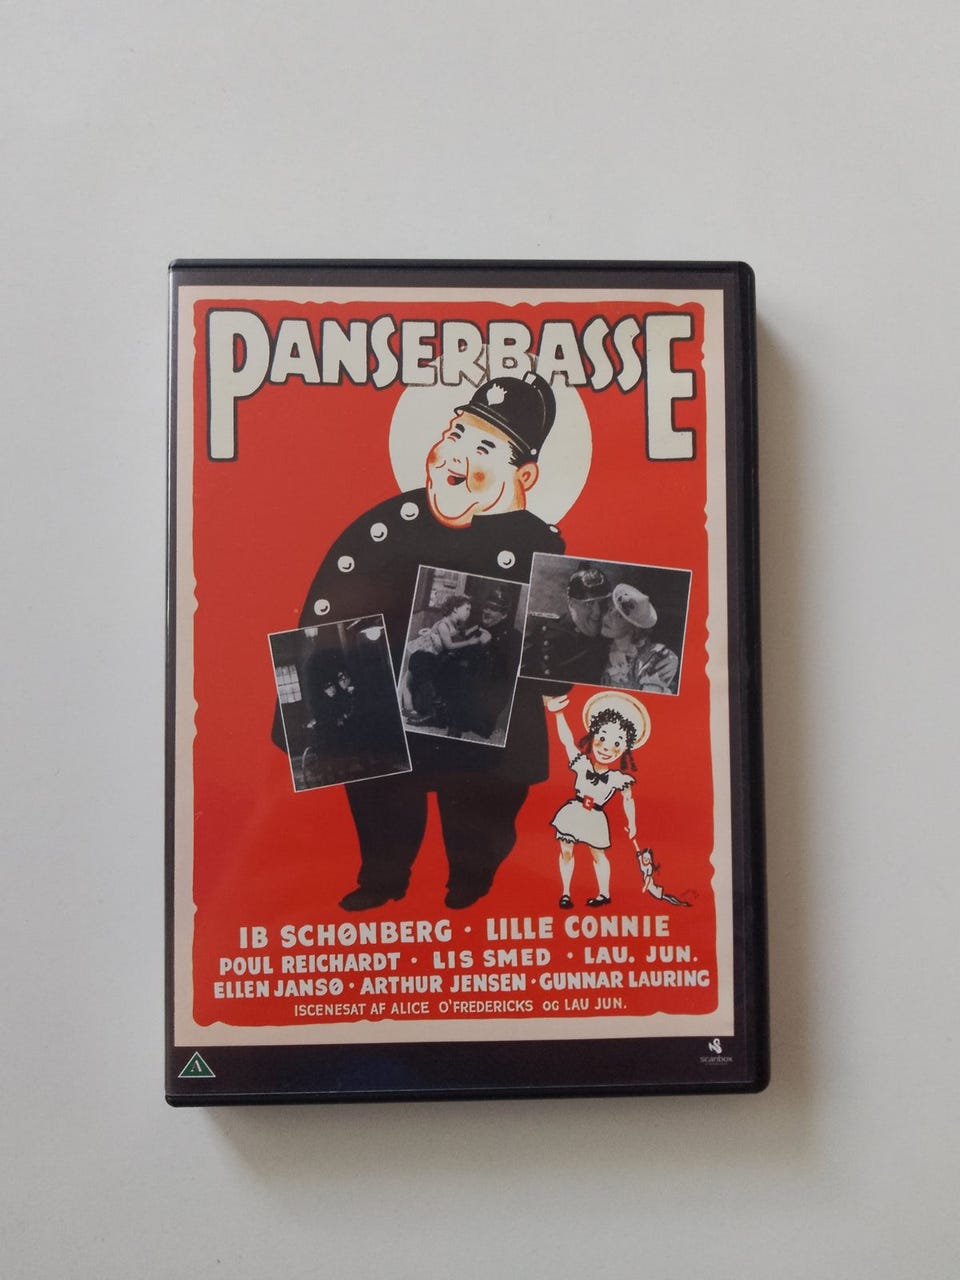 PANSERBASSE
IB SCHØNBERG · LILLE CONNIE
POUL REICHARDT · LIS SMED · LAU. JUN.
ELLEN JANSØ · ARTHUR JENSEN · GUNNAR LAURING
ISCENESAT AF ALICE O'FREDERICKS OG LAU JUN.
A
scanbox